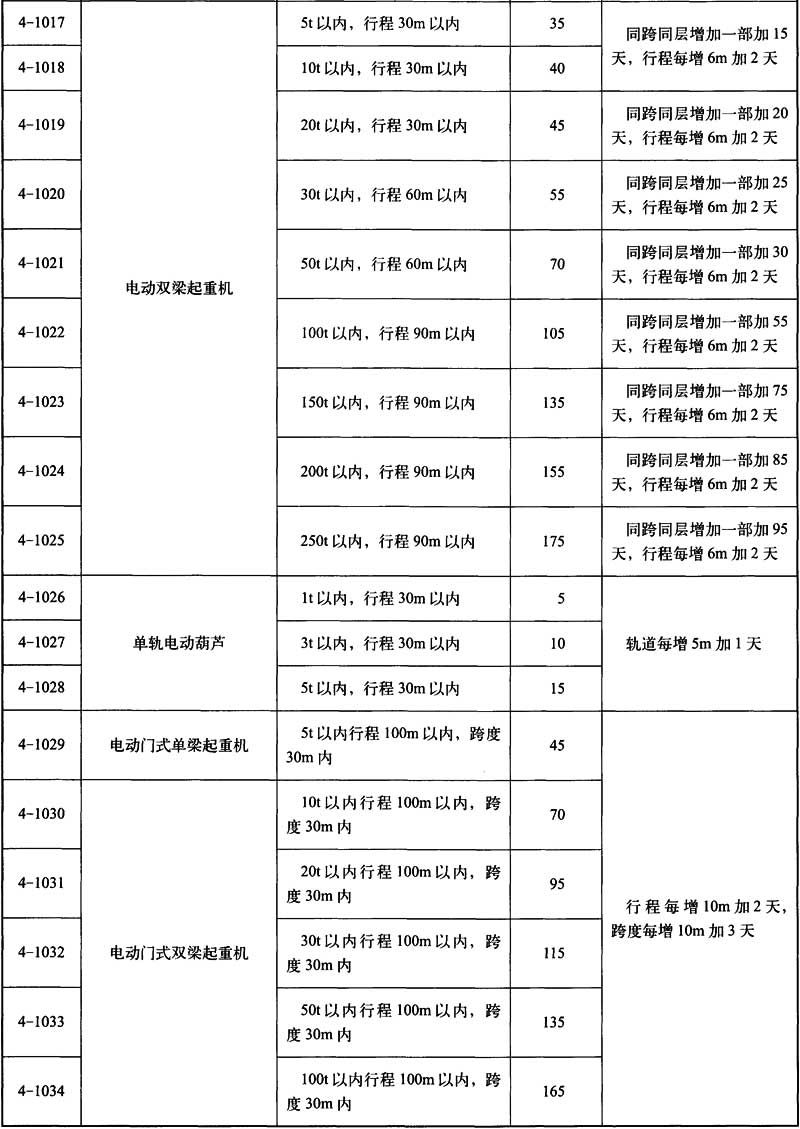 4-1017
5t以内，行程 30m 以内
35
同跨同层增加一部加 15
天，行程每增 6m 加 2 天
4-1018
10t 以内，行程 30m 以内
40
4-1019
20t 以内，行程 30m 以内
45
同跨同层增加一部加 20
天，行程每增 6m 加 2 天
4-1020
30t 以内，行程 60m 以内
55
同跨同层增加一部加 25
天，行程每增 6m 加 2 天
4-1021
50t 以内，行程 60m 以内
70
同跨同层增加一部加 30
天，行程每增 6m 加 2 天
电动双梁起重机
4-1022
100t 以内，行程 90m 以内
105
同跨同层增加一部加 55
天，行程每增 6m 加 2 天
4-1023
150t 以内，行程 90m 以内
135
同跨同层增加一部加 75
天，行程每增 6m 加 2 天
4-1024
200t 以内，行程 90m 以内
155
同跨同层增加一部加 85
天，行程每增 6m 加 2 天
4-1025
250t 以内，行程 90m 以内
175
同跨同层增加一部加 95
天，行程每增 6m 加 2 天
4-1026
1t 以内，行程 30m 以内
5
4-1027
单轨电动葫芦
3t 以内，行程 30m 以内
10
轨道每增 5m 加 1 天
4-1028
5t 以内，行程 30m 以内
15
4-1029
电动门式单梁起重机
5t 以内行程 100m 以内，跨度
30m 内
45
4-1030
10t 以内行程 100m 以内，跨
度 30m 内
70
4-1031
20t 以内行程 100m 以内，跨
度 30m 内
95
行程每增 10m 加 2 天，
跨度每增 10m 加 3 天
4-1032
电动门式双梁起重机
30t 以内行程 100m 以内，跨
度 30m 内
115
4-1033
50t 以内行程 100m 以内，跨
度 30m 内
135
4-1034
100t 以内行程 100m 以内，跨
度 30m 内
165